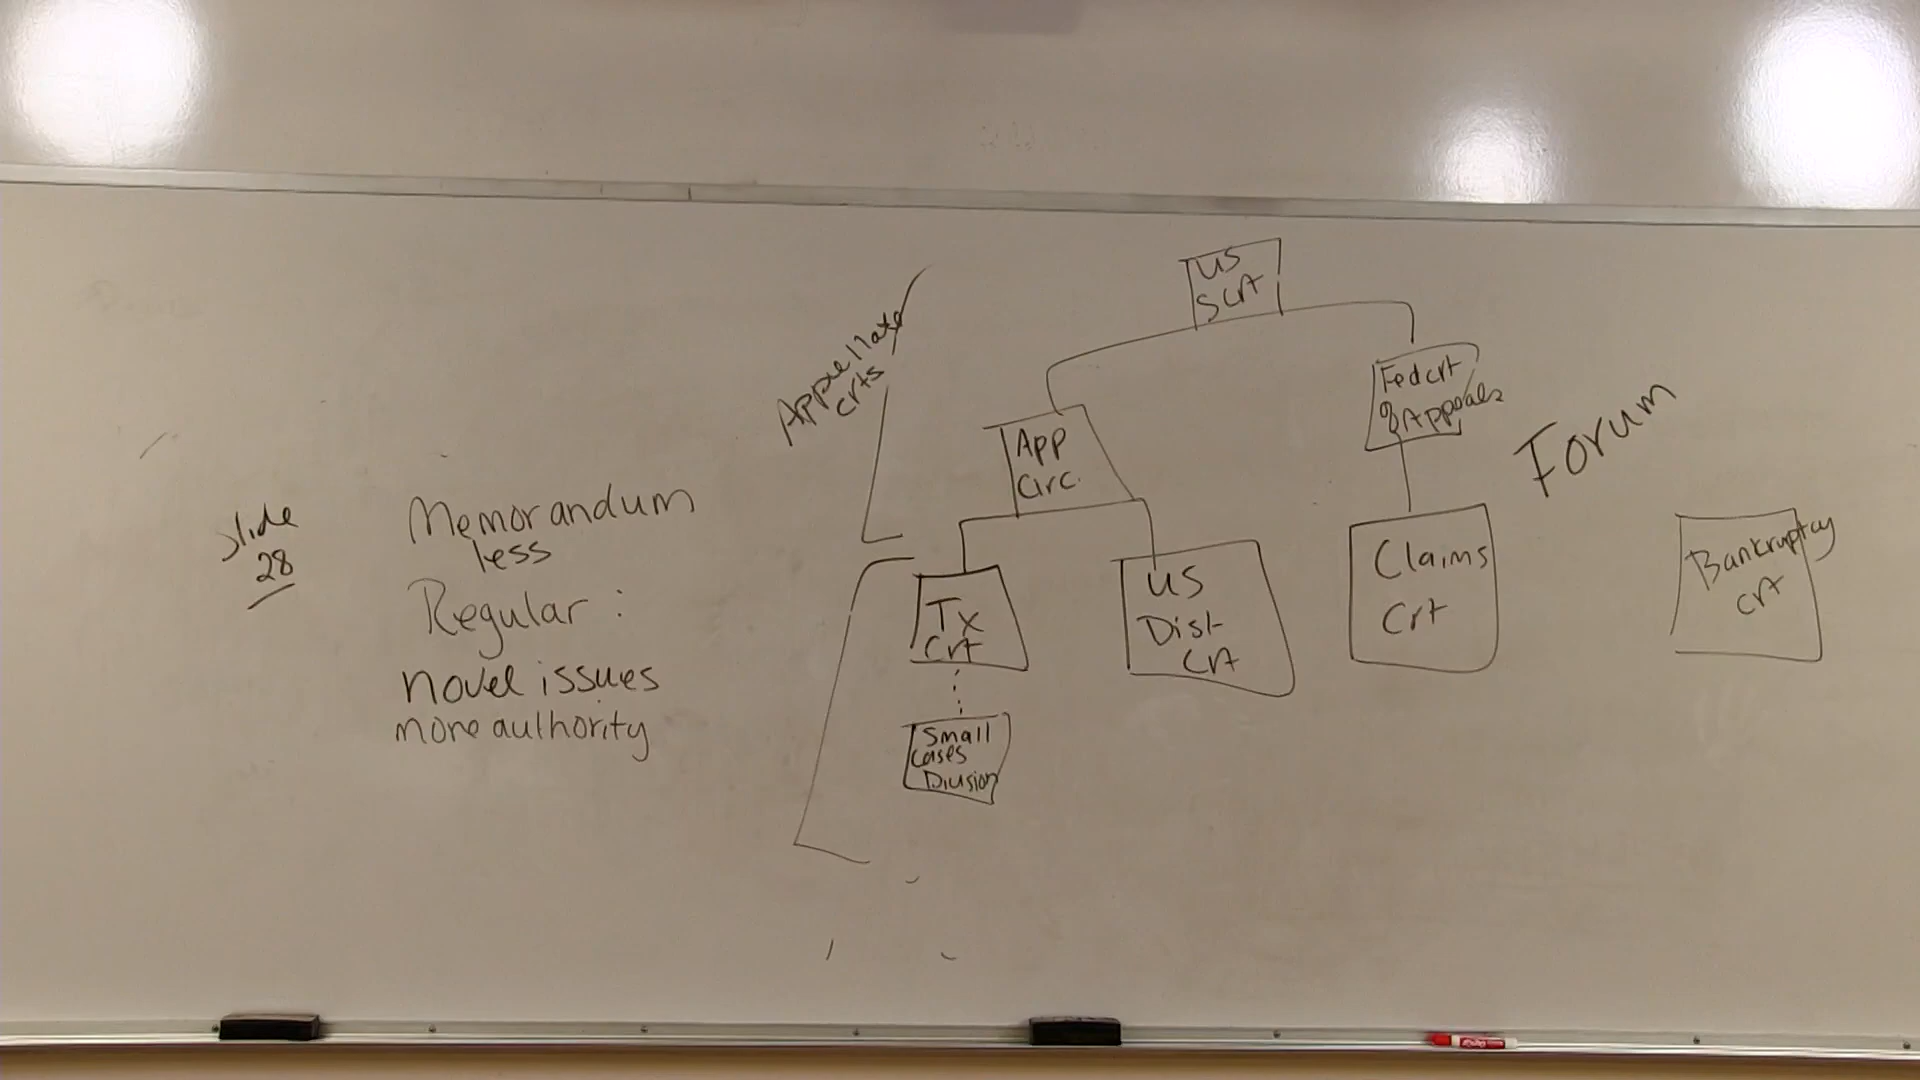 US
S Crt
Appellate
crts
Fed crt
of Appeals
App
Circ.
Forum
Slide
28
Memorandum
less
Regular :
novel issues
more authority
Tx
Crt
US
Dist
Crt
Claims
Crt
Bankruptcy
crt
Small
Cases
Division